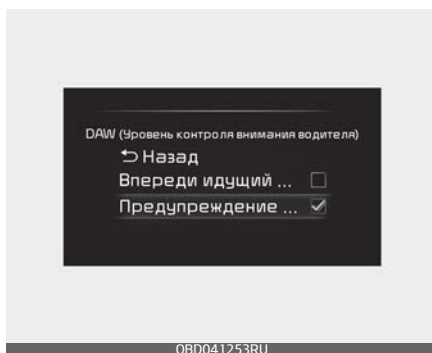 DAW (Уровень контроля внимания водителя)
Назад
Впереди идущий ...
Предупреждение ...
OBD041253RU